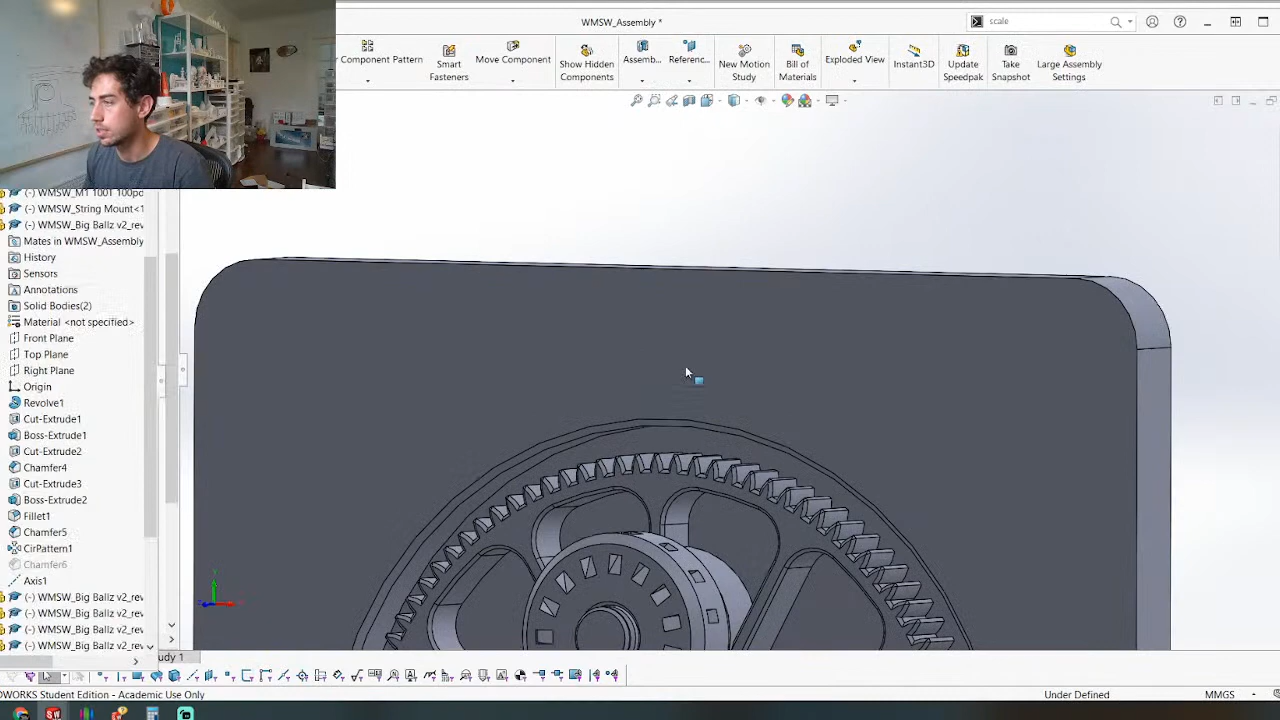 WMSW_Assembly *
scale
Component Pattern
Smart Fasteners
Move Component
Show Hidden Components
Assemb...
Referenc...
New Motion Study
Bill of Materials
Exploded View
Instant3D
Update Speedpak
Take Snapshot
Large Assembly Settings
(-) WMSW_M1 1001 100pd
(-) WMSW_String Mount<1
(-) WMSW_Big Ballz v2_rev
Mates in WMSW_Assembly
History
Sensors
Annotations
Solid Bodies(2)
Material <not specified>
Front Plane
Top Plane
Right Plane
Origin
Revolve1
Cut-Extrude1
Boss-Extrude1
Cut-Extrude2
Chamfer4
Cut-Extrude3
Boss-Extrude2
Fillet1
Chamfer5
CirPattern1
Chamfer6
Axis1
(-) WMSW_Big Ballz v2_rev
(-) WMSW_Big Ballz v2_rev
(-) WMSW_Big Ballz v2_rev
(-) WMSW_Big Ballz v2_rev
udy 1
DWORKS Student Edition - Academic Use Only
Under Defined
MMGS